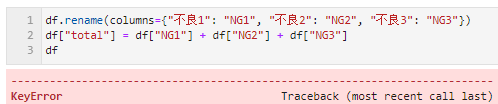 1 df.rename(columns={"不良1": "NG1", "不良2": "NG2", "不良3": "NG3"})
2 df["total"] = df["NG1"] + df["NG2"] + df["NG3"]
3 df
---------------------------------------------------------------------------
KeyError Traceback (most recent call last)